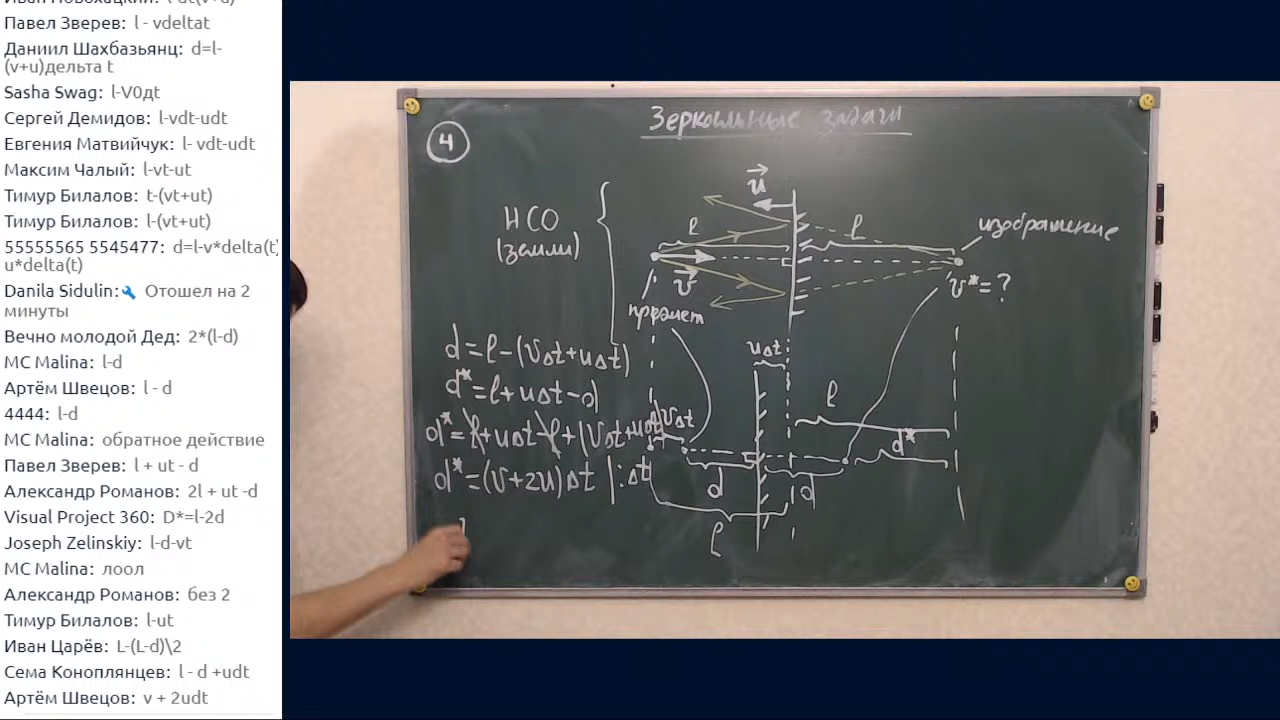 Павел Зверев: l - vdeltat
Даниил Шахбазьянц: d=l-
(v+u)дельта t
Sasha Swag: l-V0дt
Сергей Демидов: l-vdt-udt
Евгения Матвийчук: l- vdt-udt
Максим Чалый: l-vt-ut
Тимур Билалов: t-(vt+ut)
Тимур Билалов: l-(vt+ut)
55555565 5545477: d=l-v*delta(t)
u*delta(t)
Danila Sidulin: Отошел на 2
минуты
Вечно молодой Дед: 2*(l-d)
MC Malina: l-d
Артём Швецов: l - d
4444: l-d
MC Malina: обратное действие
Павел Зверев: l + ut - d
Александр Романов: 2l + ut -d
Visual Project 360: D*=l-2d
Joseph Zelinskiy: l-d-vt
MC Malina: лоол
Александр Романов: без 2
Тимур Билалов: l-ut
Иван Царёв: L-(L-d)\2
Сема Коноплянцев: l - d +udt
Артём Швецов: v + 2udt
Зеркальные задачи
4
НСО
(земли)
u
ℓ
ℓ
изображение
v
v*=?
предмет
d=ℓ-(vΔt+uΔt)
d*=ℓ+uΔt-d
d*=ℓ+uΔt-ℓ+(vΔt+uΔt)
d*=(v+2u)Δt |:Δt
uΔt
vΔt
ℓ
d*
d
d
ℓ